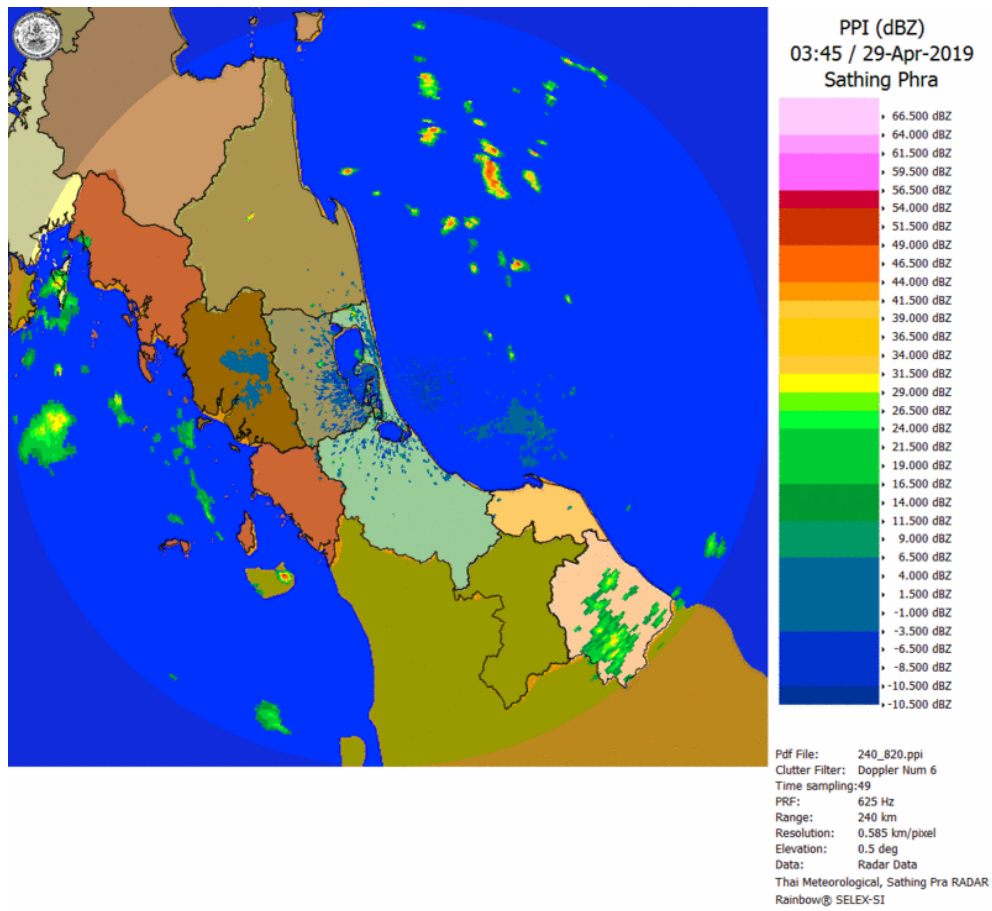 PPI (dBZ)
03:45 / 29-Apr-2019
Sathing Phra
66.500 dBZ
64.000 dBZ
61.500 dBZ
59.500 dBZ
56.500 dBZ
54.000 dBZ
51.500 dBZ
49.000 dBZ
46.500 dBZ
44.000 dBZ
41.500 dBZ
39.000 dBZ
36.500 dBZ
34.000 dBZ
31.500 dBZ
29.000 dBZ
26.500 dBZ
24.000 dBZ
21.500 dBZ
19.000 dBZ
16.500 dBZ
14.000 dBZ
11.500 dBZ
9.000 dBZ
6.500 dBZ
4.000 dBZ
1.500 dBZ
-1.000 dBZ
-3.500 dBZ
-6.500 dBZ
-8.500 dBZ
-10.500 dBZ
-10.500 dBZ
Pdf File: 240_820.ppi
Clutter Filter: Doppler Num 6
Time sampling:49
PRF: 625 Hz
Range: 240 km
Resolution: 0.585 km/pixel
Elevation: 0.5 deg
Data: Radar Data
Thai Meteorological, Sathing Pra RADAR
Rainbow® SELEX-SI